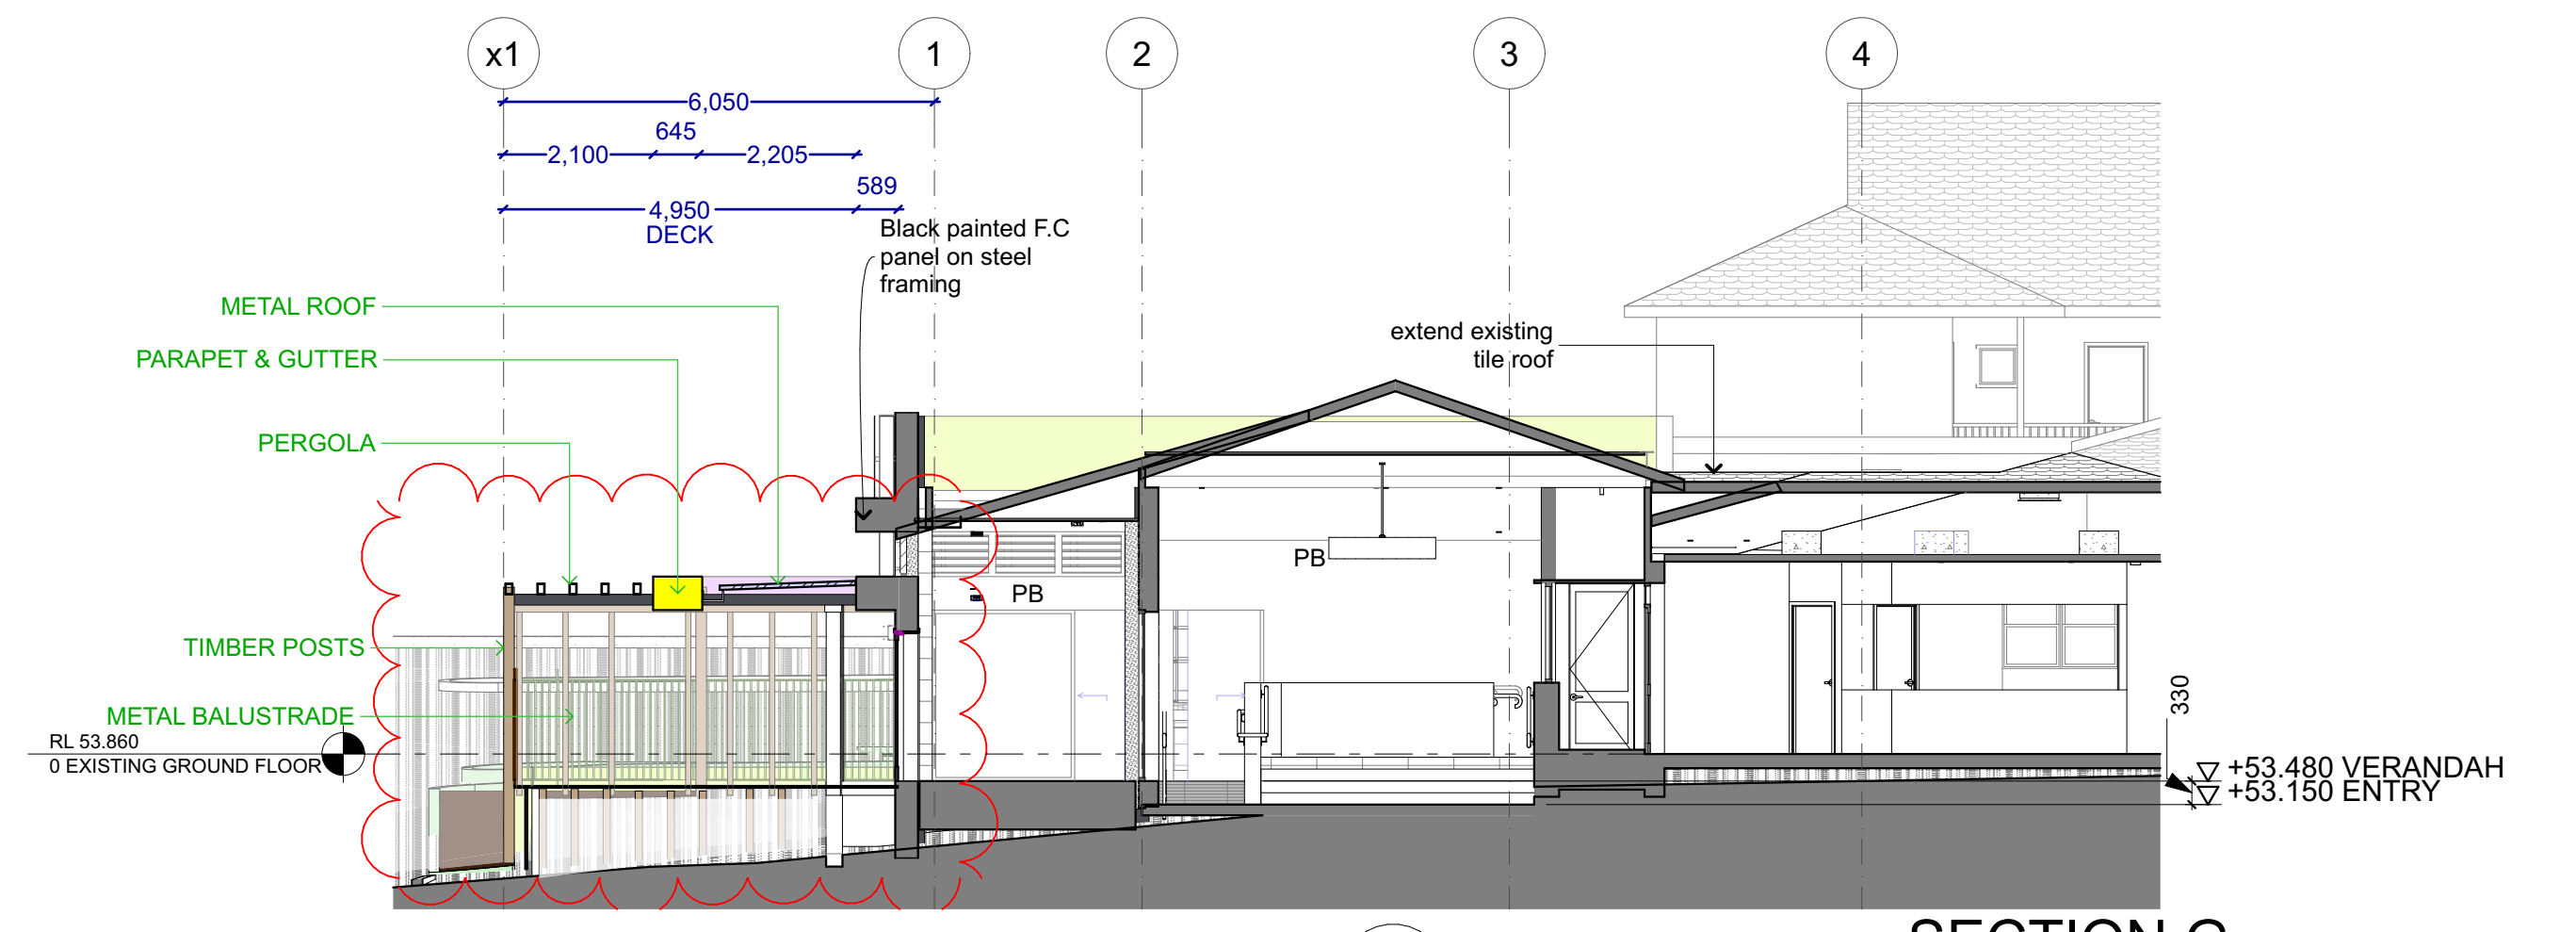 x1
1
2
3
4
6,050
645
2,100
2,205
589
4,950
DECK
Black painted F.C
panel on steel
framing
METAL ROOF
extend existing
tile roof
PARAPET & GUTTER
PERGOLA
PB
PB
TIMBER POSTS
METAL BALUSTRADE
330
RL 53.860
0 EXISTING GROUND FLOOR
+53.480 VERANDAH
+53.150 ENTRY